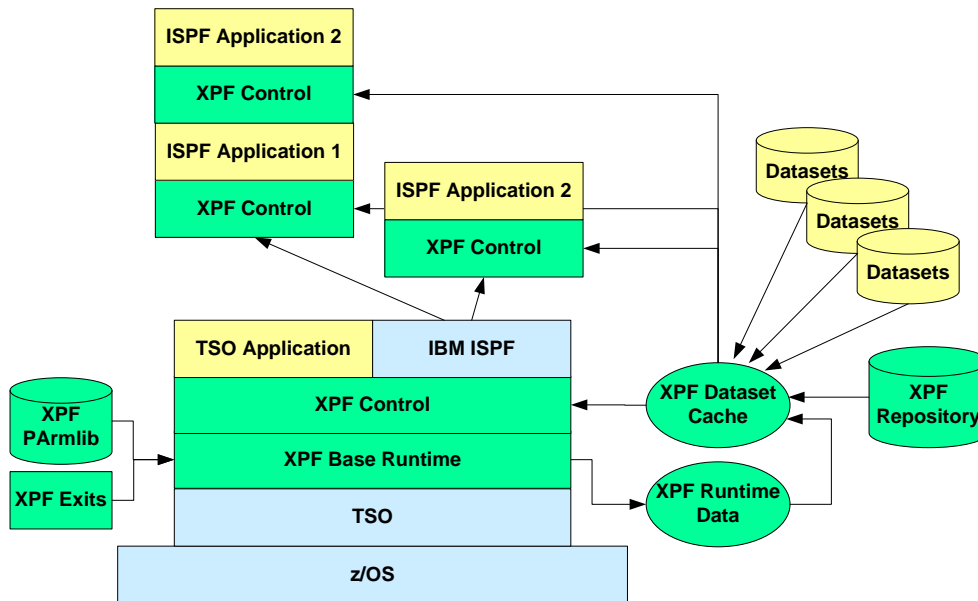 ISPF Application 2
XPF Control
ISPF Application 1
XPF Control
ISPF Application 2
XPF Control
Datasets
Datasets
Datasets
TSO Application
IBM ISPF
XPF Control
XPF Base Runtime
TSO
z/OS
XPF
PArmlib
XPF Exits
XPF Dataset
Cache
XPF
Repository
XPF Runtime
Data